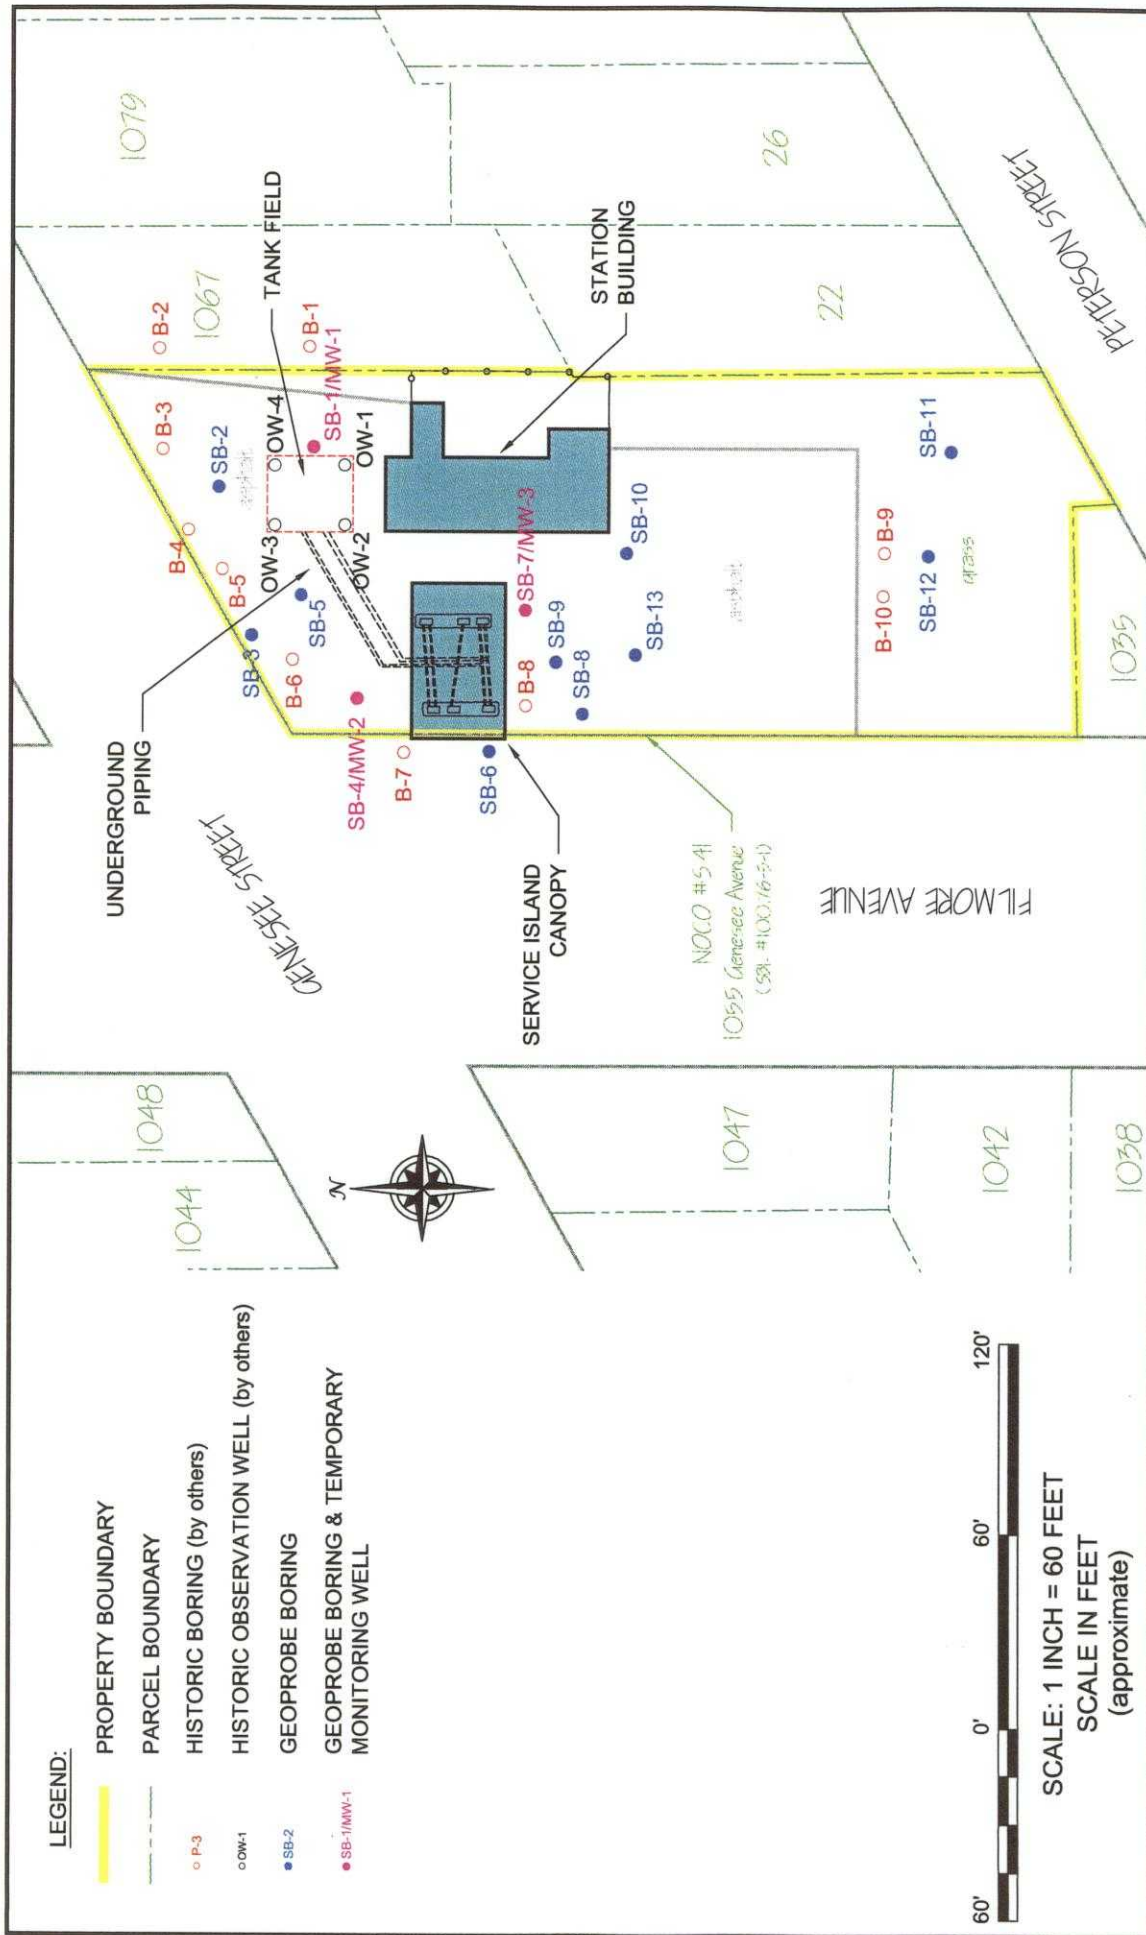 LEGEND:
PROPERTY BOUNDARY
PARCEL BOUNDARY
P-3
HISTORIC BORING (by others)
OW-1
HISTORIC OBSERVATION WELL (by others)
SB-2
GEOPROBE BORING
SB-1/MW-1
GEOPROBE BORING & TEMPORARY
MONITORING WELL
60'
0'
60'
120'
SCALE: 1 INCH = 60 FEET
SCALE IN FEET
(approximate)
N
1044
1048
1047
1042
1038
GENESEE STREET
FILMORE AVENUE
PETERSON STREET
UNDERGROUND
PIPING
SERVICE ISLAND
CANOPY
NOCO #541
1055 Genesee Avenue
TANK FIELD
STATION
BUILDING
1079
1067
26
22
1035
B-2
B-1
B-3
B-4
B-5
B-6
B-7
B-8
B-9
B-10
SB-1/MW-1
SB-2
SB-3
SB-4/MW-2
SB-5
SB-6
SB-7/MW-3
SB-8
SB-9
SB-10
SB-11
SB-12
SB-13
OW-1
OW-2
OW-3
OW-4
asphalt
asphalt
grass